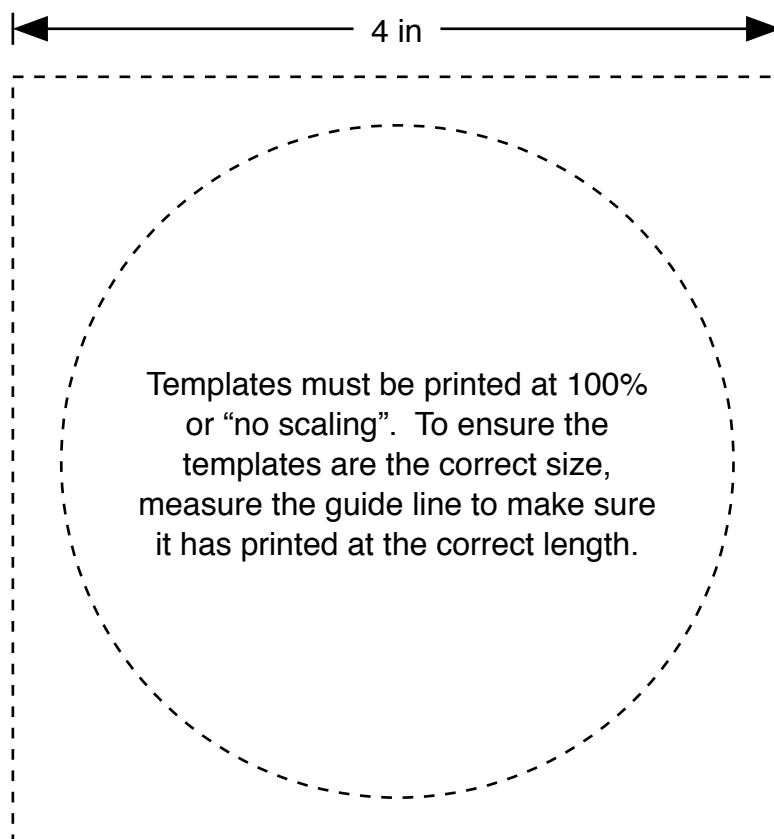 4 in
Templates must be printed at 100%
or “no scaling”.  To ensure the
templates are the correct size,
measure the guide line to make sure
it has printed at the correct length.